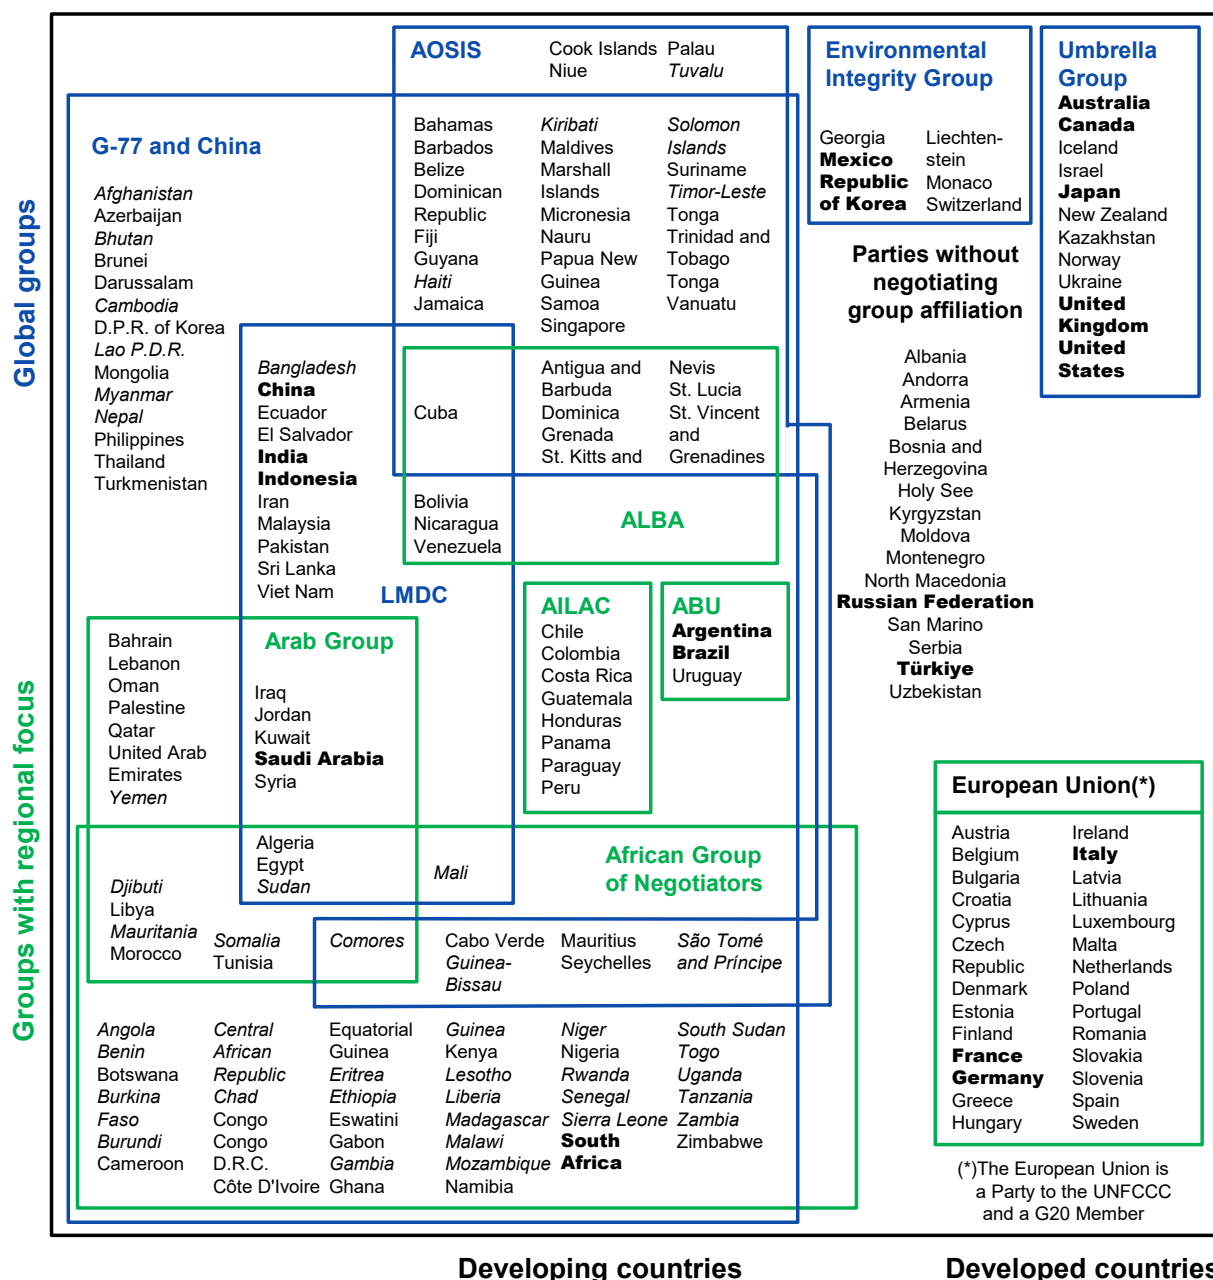 Global groups
Groups with regional focus
AOSIS
Cook Islands
Niue
Palau
Tuvalu
Environmental
Integrity Group
Georgia
Mexico
Republic
of Korea
Liechten-
stein
Monaco
Switzerland
Umbrella
Group
Australia
Canada
Iceland
Israel
Japan
New Zealand
Kazakhstan
Norway
Ukraine
United
Kingdom
United
States
G-77 and China
Afghanistan
Azerbaijan
Bhutan
Brunei
Darussalam
Cambodia
D.P.R. of Korea
Lao P.D.R.
Mongolia
Myanmar
Nepal
Philippines
Thailand
Turkmenistan
Bahamas
Barbados
Belize
Dominican
Republic
Fiji
Guyana
Haiti
Jamaica
Kiribati
Maldives
Marshall
Islands
Micronesia
Nauru
Papua New
Guinea
Samoa
Singapore
Solomon
Islands
Suriname
Timor-Leste
Tonga
Trinidad and
Tobago
Tonga
Vanuatu
Parties without
negotiating
group affiliation
Albania
Andorra
Armenia
Belarus
Bosnia and
Herzegovina
Holy See
Kyrgyzstan
Moldova
Montenegro
North Macedonia
Russian Federation
San Marino
Serbia
Türkiye
Uzbekistan
Bangladesh
China
Ecuador
El Salvador
India
Indonesia
Iran
Malaysia
Pakistan
Sri Lanka
Viet Nam
LMDC
Cuba
Antigua and
Barbuda
Dominica
Grenada
St. Kitts and
Nevis
St. Lucia
St. Vincent
and
Grenadines
Bolivia
Nicaragua
Venezuela
ALBA
AILAC
Chile
Colombia
Costa Rica
Guatemala
Honduras
Panama
Paraguay
Peru
ABU
Argentina
Brazil
Uruguay
Arab Group
Bahrain
Lebanon
Oman
Palestine
Qatar
United Arab
Emirates
Yemen
Iraq
Jordan
Kuwait
Saudi Arabia
Syria
African Group
of Negotiators
Algeria
Egypt
Sudan
Mali
Djibuti
Libya
Mauritania
Morocco
Somalia
Tunisia
Comores
Cabo Verde
Guinea-
Bissau
Mauritius
Seychelles
São Tomé
and Príncipe
Angola
Benin
Botswana
Burkina
Faso
Burundi
Cameroon
Central
African
Republic
Chad
Congo
Congo
D.R.C.
Côte D'Ivoire
Equatorial
Guinea
Eritrea
Ethiopia
Eswatini
Gabon
Gambia
Ghana
Guinea
Kenya
Lesotho
Liberia
Madagascar
Malawi
Mozambique
Namibia
Niger
Nigeria
Rwanda
Senegal
Sierra Leone
South
Africa
South Sudan
Togo
Uganda
Tanzania
Zambia
Zimbabwe
European Union(*)
Austria
Belgium
Bulgaria
Croatia
Cyprus
Czech
Republic
Denmark
Estonia
Finland
France
Germany
Greece
Hungary
Ireland
Italy
Latvia
Lithuania
Luxembourg
Malta
Netherlands
Poland
Portugal
Romania
Slovakia
Slovenia
Spain
Sweden
(*)The European Union is
a Party to the UNFCCC
and a G20 Member
Developing countries
Developed countries